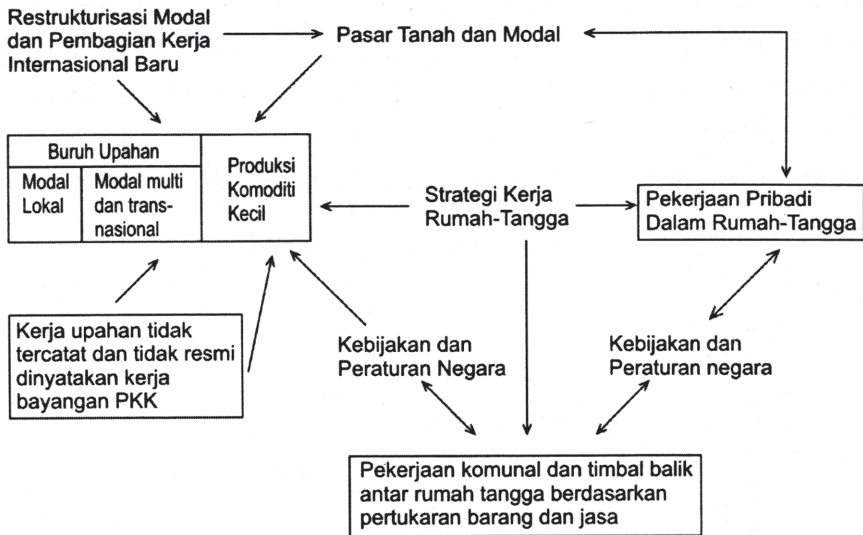 Restrukturisasi Modal
dan Pembagian Kerja
Internasional Baru
Pasar Tanah dan Modal
Buruh Upahan
Modal
Lokal
Modal multi
dan trans-
nasional
Produksi
Komoditi
Kecil
Strategi Kerja
Rumah-Tangga
Pekerjaan Pribadi
Dalam Rumah-Tangga
Kerja upahan tidak
tercatat dan tidak resmi
dinyatakan kerja
bayangan PKK
Kebijakan dan
Peraturan Negara
Kebijakan dan
Peraturan negara
Pekerjaan komunal dan timbal balik
antar rumah tangga berdasarkan
pertukaran barang dan jasa